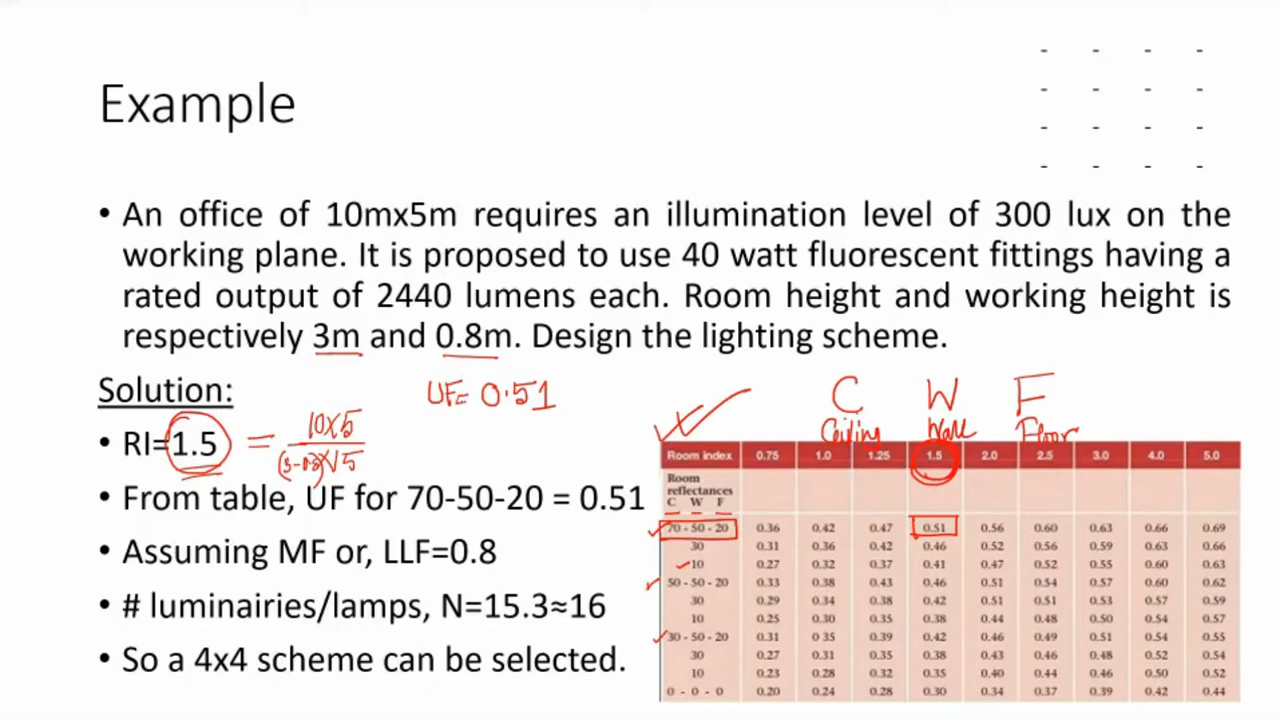 Example
• An office of 10mx5m requires an illumination level of 300 lux on the
working plane. It is proposed to use 40 watt fluorescent fittings having a
rated output of 2440 lumens each. Room height and working height is
respectively 3m and 0.8m. Design the lighting scheme.
Solution:
UF= 0.51
• RI=1.5 = 10x5
x15
• From table, UF for 70-50-20 = 0.51
• Assuming MF or, LLF=0.8
• # luminairies/lamps, N=15.3≈16
• So a 4x4 scheme can be selected.
C W F
Ceiling Wall Floor
Room index 0.75 1.0 1.25 1.5 2.0 2.5 3.0 4.0 5.0
Room
reflectances
C W F
70 - 50 - 20 0.36 0.42 0.47 0.51 0.56 0.60 0.63 0.66 0.69
30 0.31 0.36 0.42 0.46 0.52 0.56 0.59 0.63 0.66
10 0.27 0.32 0.37 0.41 0.47 0.52 0.55 0.60 0.63
50 - 50 - 20 0.33 0.38 0.43 0.46 0.51 0.54 0.57 0.60 0.62
30 0.29 0.34 0.38 0.42 0.51 0.51 0.53 0.57 0.59
10 0.25 0.30 0.35 0.38 0.44 0.48 0.50 0.54 0.57
30 - 50 - 20 0.31 0 35 0.39 0.42 0.46 0.49 0.51 0.54 0.55
30 0.27 0.31 0.35 0.38 0.43 0.46 0.48 0.52 0.54
10 0.23 0.28 0.32 0.35 0.40 0.44 0.46 0.50 0.52
0 - 0 - 0 0.20 0.24 0.28 0.30 0.34 0.37 0.39 0.42 0.44